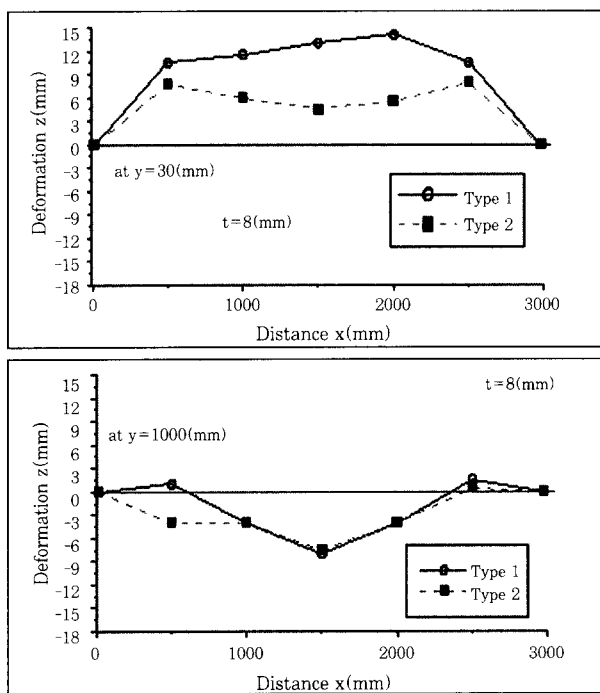 15
12
9
6
3
0
-3
-6
-9
-12
-15
-18
Deformation z(mm)
at y=30(mm)
t=8(mm)
Type 1
Type 2
0
1000
2000
3000
Distance x(mm)
15
12
9
6
3
0
-3
-6
-9
-12
-15
-18
Deformation z(mm)
t=8(mm)
at y=1000(mm)
Type 1
Type 2
0
1000
2000
3000
Distance x(mm)